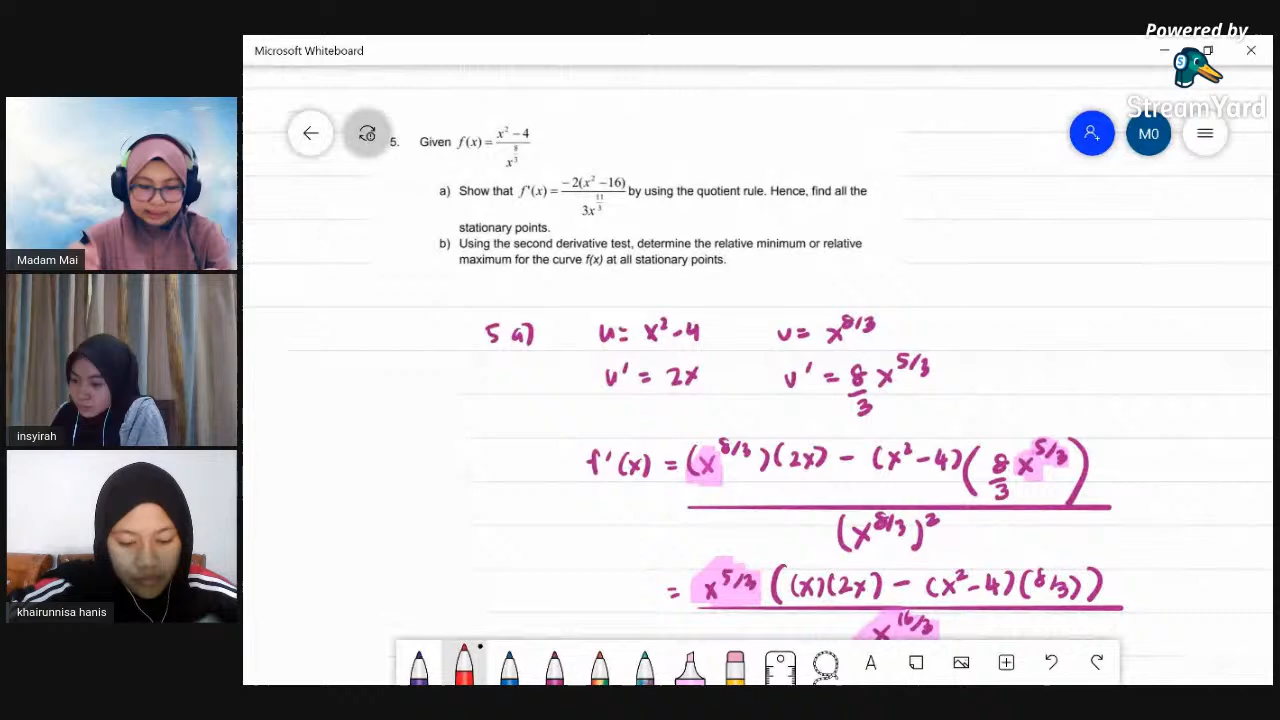 Powered by
StreamYard
Microsoft Whiteboard
M0
5. Given f(x) = (x² − 4)/x^(8/3)
a) Show that f'(x) = −2(x² − 16)/3x^(11/3) by using the quotient rule. Hence, find all the
stationary points.
b) Using the second derivative test, determine the relative minimum or relative
maximum for the curve f(x) at all stationary points.
5 a) u = x² - 4 v = x^(8/3)
u' = 2x v' = 8/3 x^(5/3)
f'(x) = (x^(8/3))(2x) - (x² - 4)(8/3 x^(5/3))
(x^(8/3))²
= x^(5/3) ((x)(2x) - (x² - 4)(8/3))
x^(16/3)
Madam Mai
insyirah
khairunnisa hanis
A